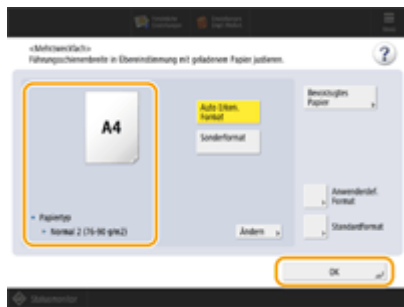 <Mehrzweckfach>
Führungsschienenbreite in Übereinstimmung mit geladenem Papier justieren.
?
A4
Auto Erken.
Format
Sonderformat
Bevorzugtes
Papier
Anwenderdef.
Format
Papiertyp
Normal 2 (76-90 g/m2)
Ändern
Standardformat
OK
Statusmonitor